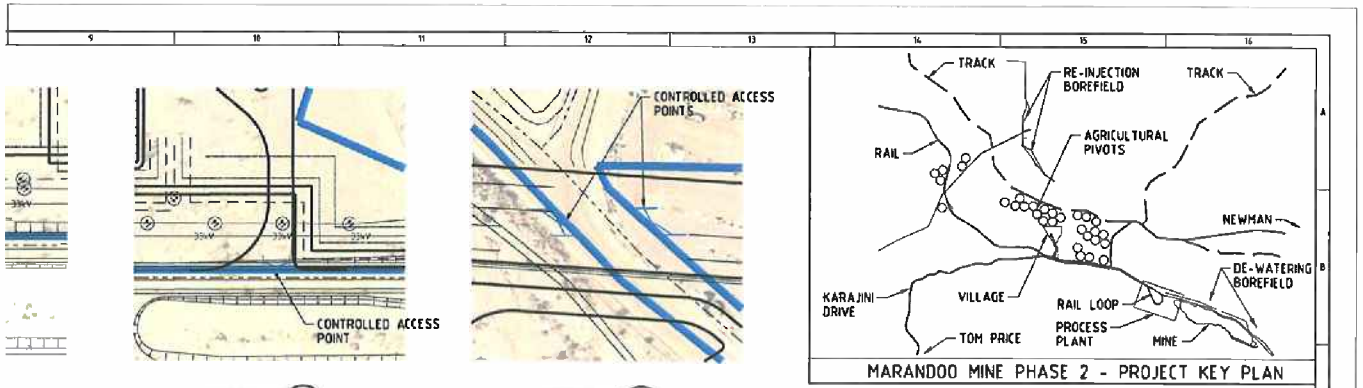 9
10
11
12
13
14
15
16
A
B
33kV
33kV
33kV
33kV
CONTROLLED ACCESS
POINT
CONTROLLED ACCESS
POINTS
TRACK
RE-INJECTION
BOREFIELD
TRACK
AGRICULTURAL
PIVOTS
RAIL
NEWMAN
DE-WATERING
BOREFIELD
KARAJINI
DRIVE
VILLAGE
RAIL LOOP
PROCESS
PLANT
MINE
TOM PRICE
MARANDOO MINE PHASE 2 - PROJECT KEY PLAN